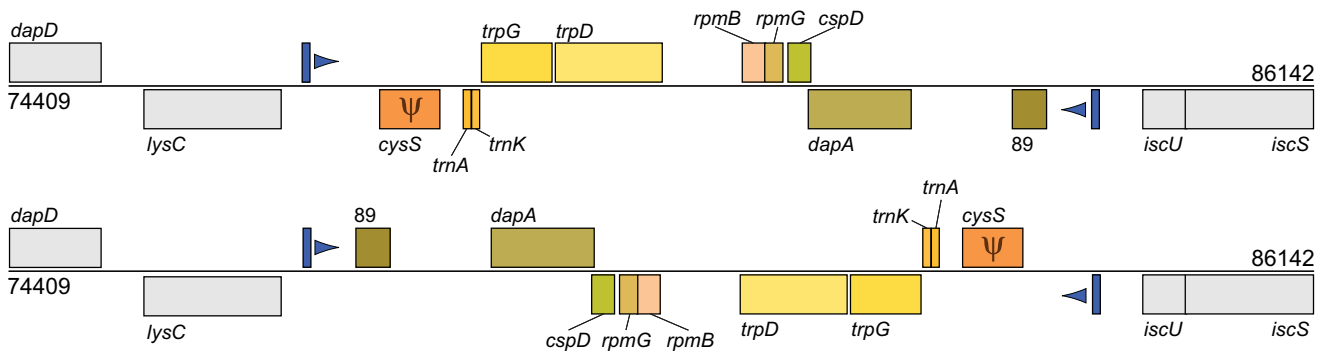 dapD trpG trpD rpmB rpmG cspD
74409 86142
lysC Ψ cysS trnA trnK dapA 89 iscU iscS
dapD 89 dapA trnK trnA cysS Ψ
74409 86142
lysC cspD rpmG rpmB trpD trpG iscU iscS